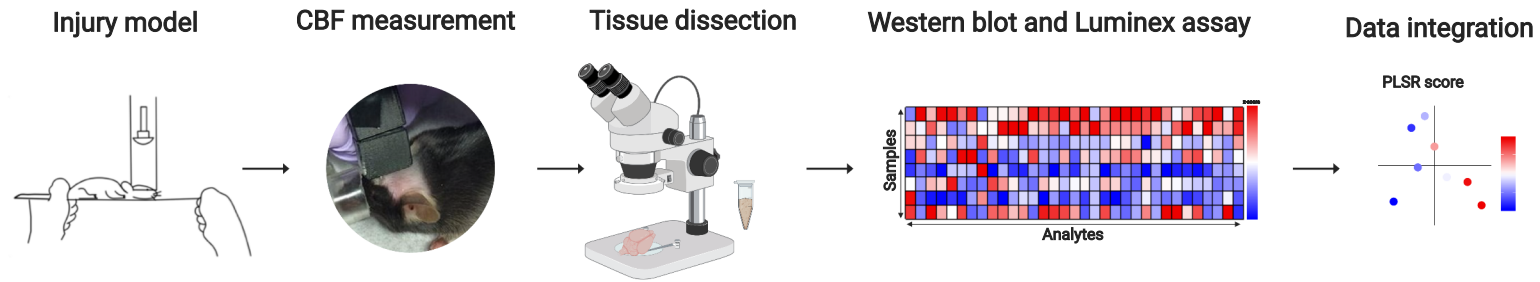 Injury model
CBF measurement
Tissue dissection
Western blot and Luminex assay
Data integration
PLSR score
Samples
Analytes